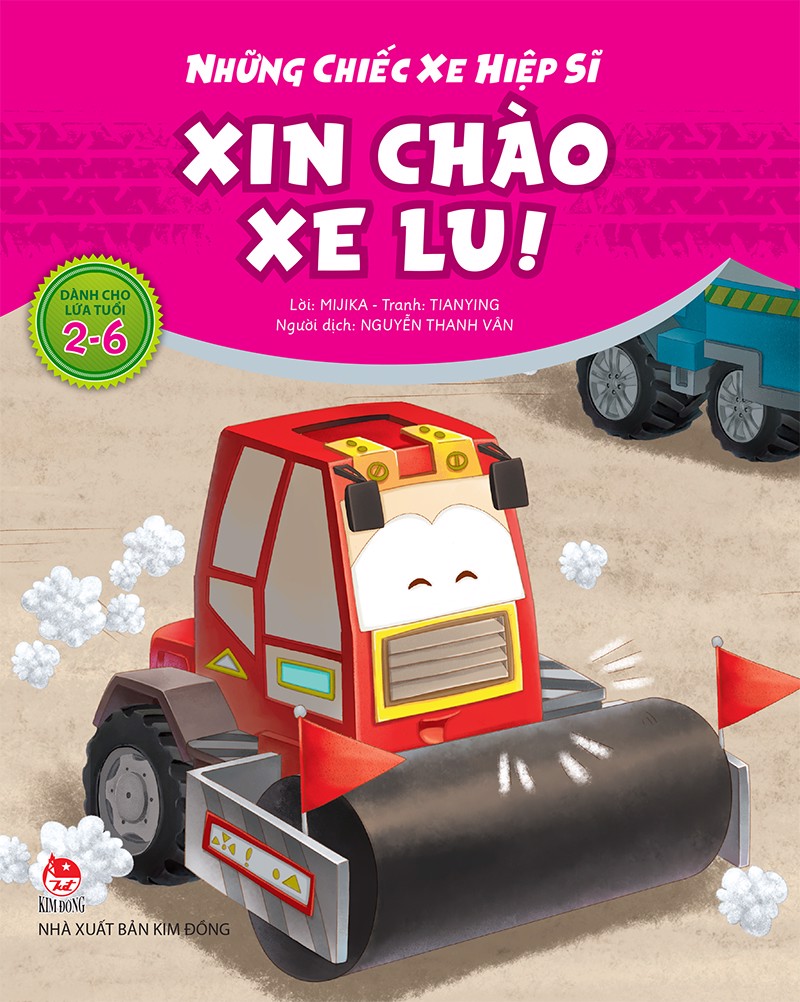 NHỮNG CHIẾC XE HIỆP SĨ
XIN CHÀO
XE LU!
Lời: MIJIKA - Tranh: TIANYING
Người dịch: NGUYỄN THANH VÂN
DÀNH CHO
LỨA TUỔI
2-6
KIM ĐỒNG
NHÀ XUẤT BẢN KIM ĐỒNG